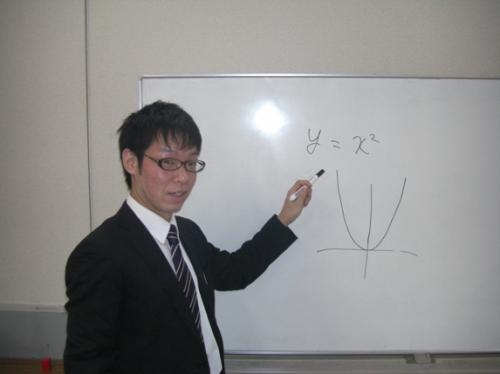 y = x²